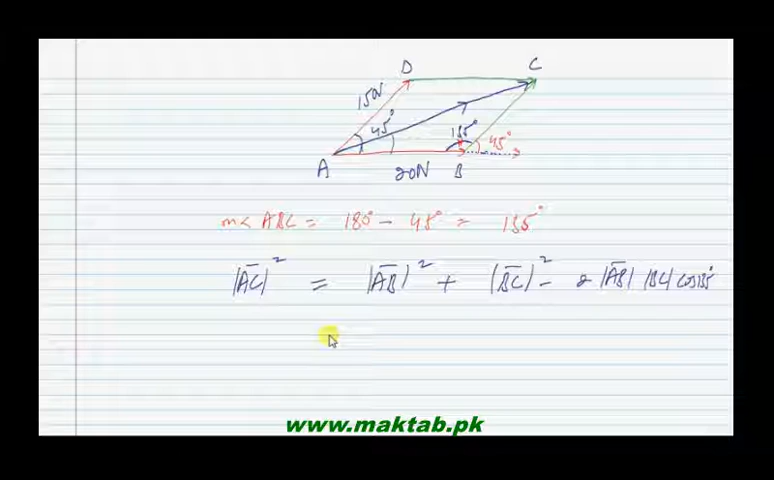 D C
15N
45° 135° 45°
A 20N B
m< ABC = 180° - 45° = 135°
|AC|² = |AB|² + |BC|² - 2 |AB| |BC| cos135°
www.maktab.pk